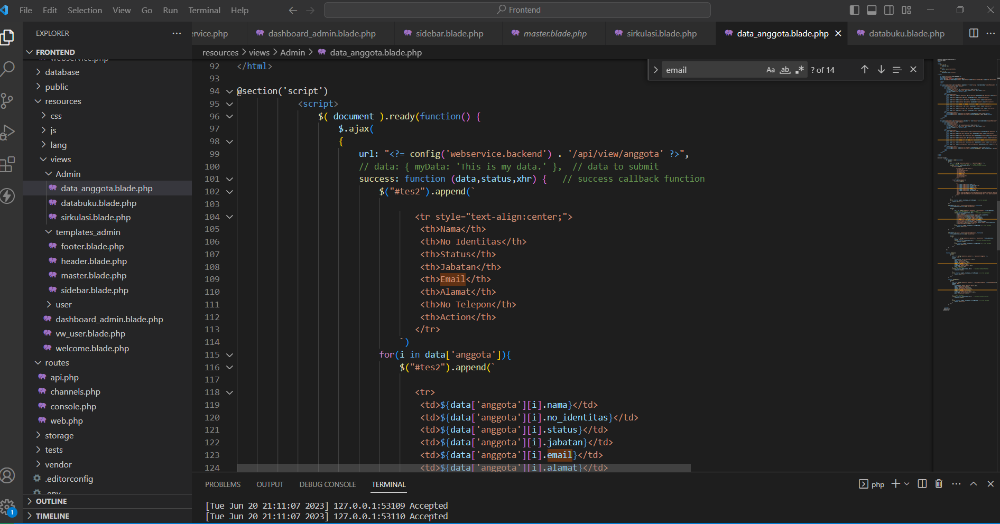 File Edit Selection View Go Run Terminal Help
Frontend
EXPLORER
FRONTEND
database
public
resources
css
js
lang
views
Admin
data_anggota.blade.php
databuku.blade.php
sirkulasi.blade.php
templates_admin
footer.blade.php
header.blade.php
master.blade.php
sidebar.blade.php
user
dashboard_admin.blade.php
vw_user.blade.php
welcome.blade.php
routes
api.php
channels.php
console.php
web.php
storage
tests
vendor
.editorconfig
OUTLINE
TIMELINE
1
ervice.php dashboard_admin.blade.php sidebar.blade.php master.blade.php sirkulasi.blade.php data_anggota.blade.php databuku.blade.php
resources > views > Admin > data_anggota.blade.php
email Aa ab .* ? of 14
92 </html>
93
94 @section('script')
95 <script>
96 $( document ).ready(function() {
97 $.ajax(
98 {
99 url: "<?= config('webservice.backend') . '/api/view/anggota' ?>",
100 // data: { myData: 'This is my data.' }, // data to submit
101 success: function (data,status,xhr) { // success callback function
102 $("#tes2").append(`
103
104 <tr style="text-align:center;">
105 <th>Nama</th>
106 <th>No Identitas</th>
107 <th>Status</th>
108 <th>Jabatan</th>
109 <th>Email</th>
110 <th>Alamat</th>
111 <th>No Telepon</th>
112 <th>Action</th>
113 </tr>
114 `)
115 for(i in data['anggota']){
116 $("#tes2").append(`
117
118 <tr>
119 <td>${data['anggota'][i].nama}</td>
120 <td>${data['anggota'][i].no_identitas}</td>
121 <td>${data['anggota'][i].status}</td>
122 <td>${data['anggota'][i].jabatan}</td>
123 <td>${data['anggota'][i].email}</td>
124 <td>${data['anggota'][i].alamat}</td>
PROBLEMS OUTPUT DEBUG CONSOLE TERMINAL
php
[Tue Jun 20 21:11:07 2023] 127.0.0.1:53109 Accepted
[Tue Jun 20 21:11:07 2023] 127.0.0.1:53110 Accepted